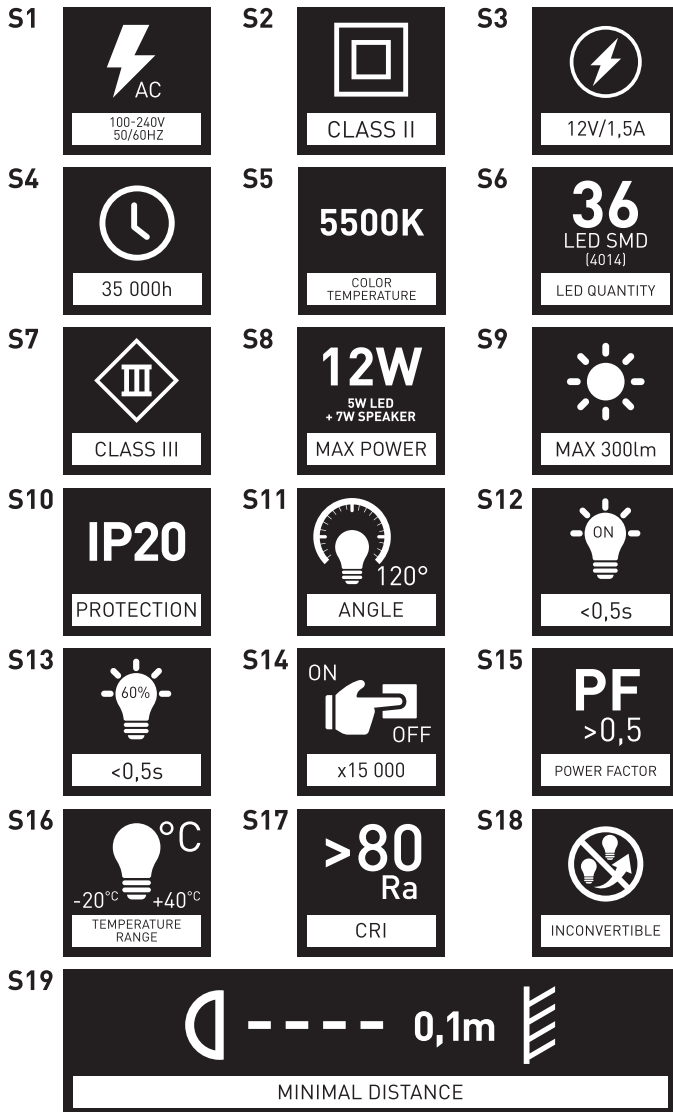 S1
AC
100-240V
50/60HZ
S2
CLASS II
S3
12V/1,5A
S4
35 000h
S5
5500K
COLOR
TEMPERATURE
S6
36
LED SMD
(4014)
LED QUANTITY
S7
III
CLASS III
S8
12W
5W LED
+ 7W SPEAKER
MAX POWER
S9
MAX 300lm
S10
IP20
PROTECTION
S11
120°
ANGLE
S12
ON
<0,5s
S13
60%
<0,5s
S14
ON
OFF
x15 000
S15
PF
>0,5
POWER FACTOR
S16
°C
-20°C +40°C
TEMPERATURE
RANGE
S17
>80
Ra
CRI
S18
INCONVERTIBLE
S19
0,1m
MINIMAL DISTANCE